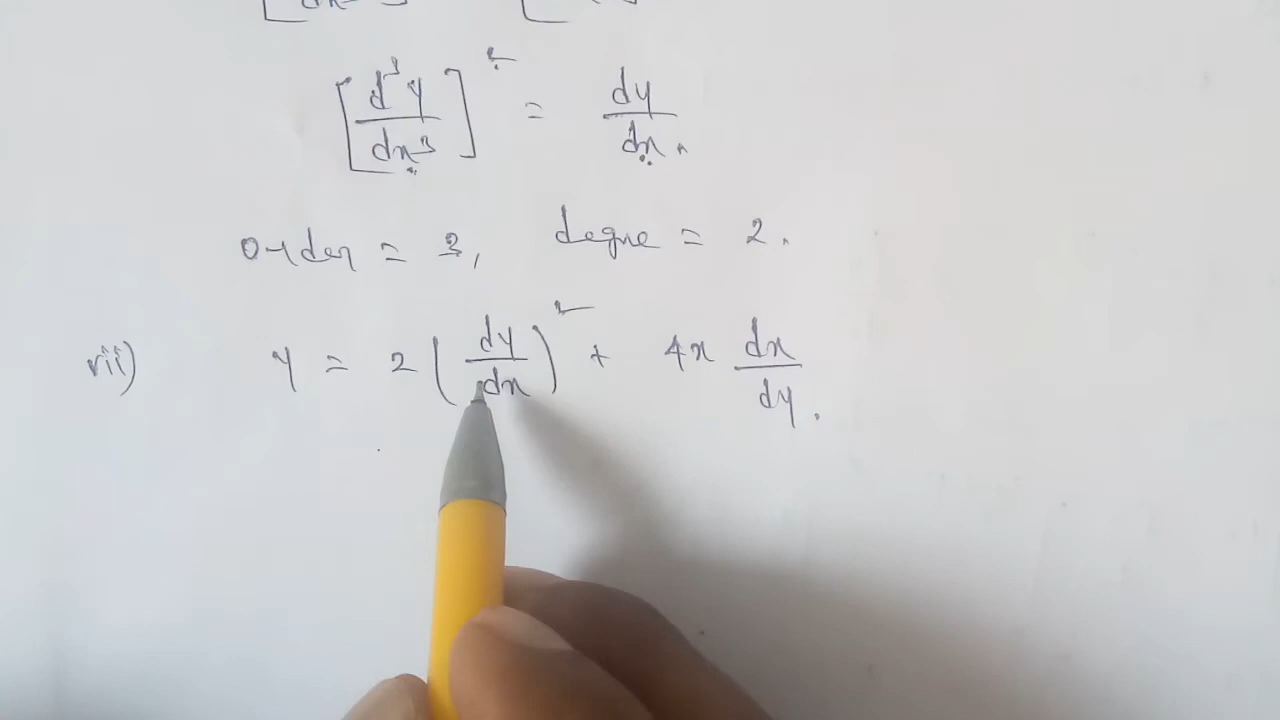 [d³y/dx³]² = dy/dx.
order = 3, degree = 2.
vii) y = 2 (dy/dx)² + 4x dx/dy.